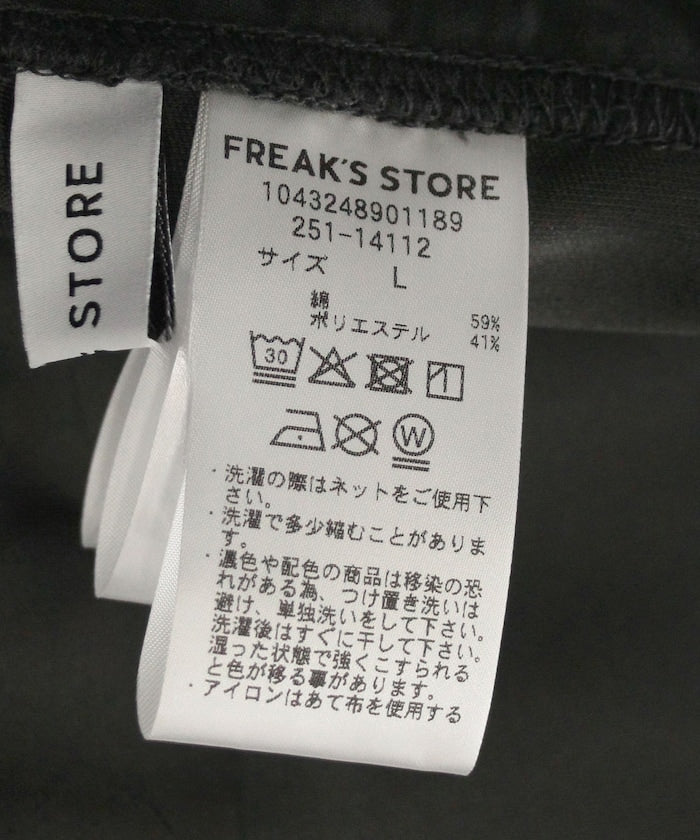 STORE
FREAK'S STORE
1043248901189
251-14112
サイズ L
綿 59%
ポリエステル 41%
30
W
・洗濯の際はネットをご使用下
さい。
・洗濯で多少縮むことがありま
す。
・濃色や配色の商品は移染の恐
れがある為、つけ置き洗いは
避け、単独洗いをして下さい。
洗濯後はすぐに干して下さい。
湿った状態で強くこすられる
と色が移る事があります。
・アイロンはあて布を使用する